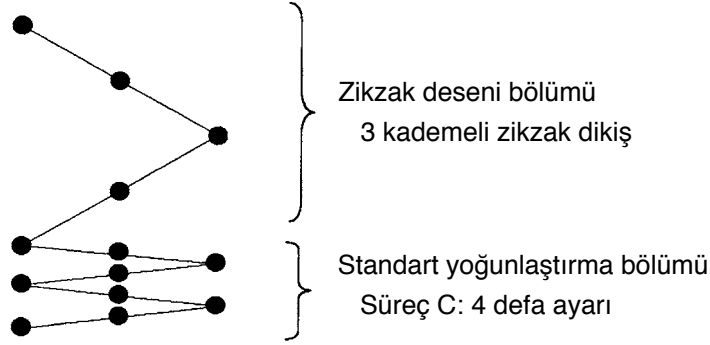 Zikzak deseni bölümü
3 kademeli zikzak dikiş
Standart yoğunlaştırma bölümü
Süreç C: 4 defa ayarı